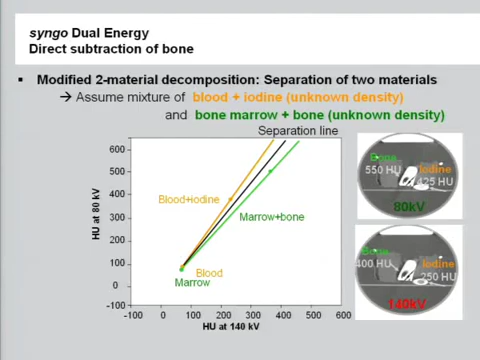 syngo Dual Energy
Direct subtraction of bone
▪ Modified 2-material decomposition: Separation of two materials
→ Assume mixture of blood + iodine (unknown density)
and bone marrow + bone (unknown density)
Separation line
600
500
400
300
200
100
0
-100
HU at 80 kV
Blood+iodine
Marrow+bone
Blood
Marrow
-100 0 100 200 300 400 500 600
HU at 140 kV
Bone
550 HU
Iodine
425 HU
80kV
Bone
400 HU
Iodine
250 HU
140kV